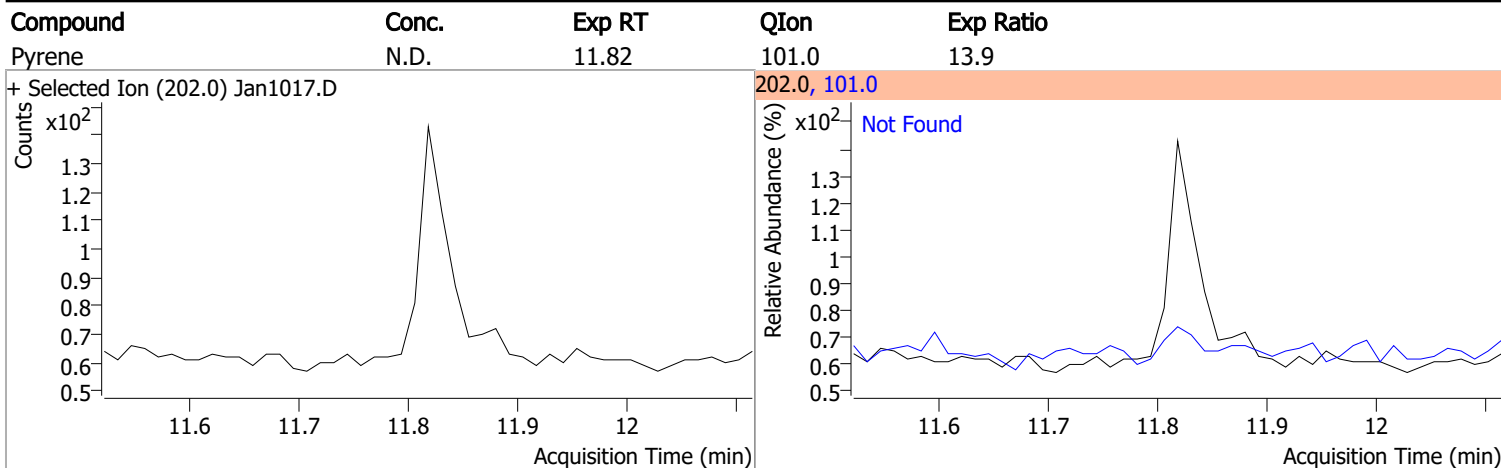 Compound Conc. Exp RT QIon Exp Ratio
Pyrene N.D. 11.82 101.0 13.9
+ Selected Ion (202.0) Jan1017.D
Counts
x10²
1.3
1.2
1.1
1
0.9
0.8
0.7
0.6
0.5
11.6 11.7 11.8 11.9 12
Acquisition Time (min)
202.0, 101.0
Relative Abundance (%)
x10²
Not Found
1.3
1.2
1.1
1
0.9
0.8
0.7
0.6
0.5
11.6 11.7 11.8 11.9 12
Acquisition Time (min)